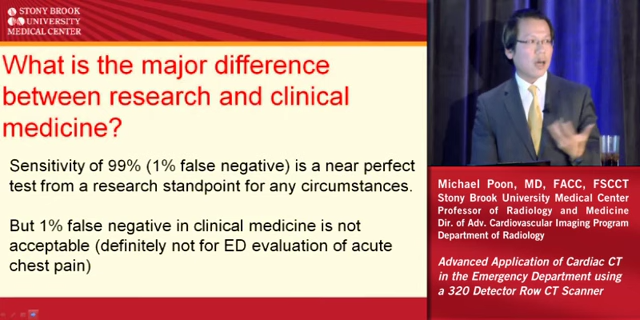 STONY BROOK
UNIVERSITY
MEDICAL CENTER
What is the major difference
between research and clinical
medicine?
Sensitivity of 99% (1% false negative) is a near perfect
test from a research standpoint for any circumstances.
But 1% false negative in clinical medicine is not
acceptable (definitely not for ED evaluation of acute
chest pain)
Michael Poon, MD, FACC, FSCCT
Stony Brook University Medical Center
Professor of Radiology and Medicine
Dir. of Adv. Cardiovascular Imaging Program
Department of Radiology
Advanced Application of Cardiac CT
in the Emergency Department using
a 320 Detector Row CT Scanner